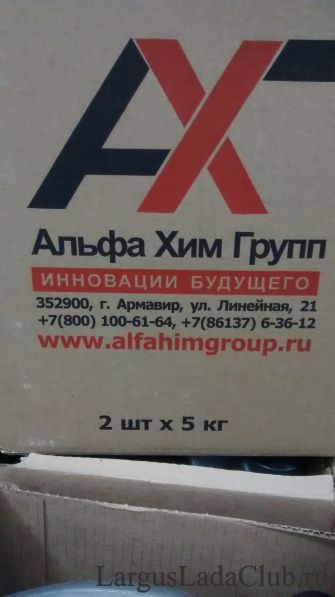 АХ
Альфа Хим Групп
ИННОВАЦИИ БУДУЩЕГО
352900, г. Армавир, ул. Линейная, 21
+7(800) 100-61-64, +7(86137) 6-36-12
www.alfahimgroup.ru
2 шт х 5 кг
LargusLadaClub.ru